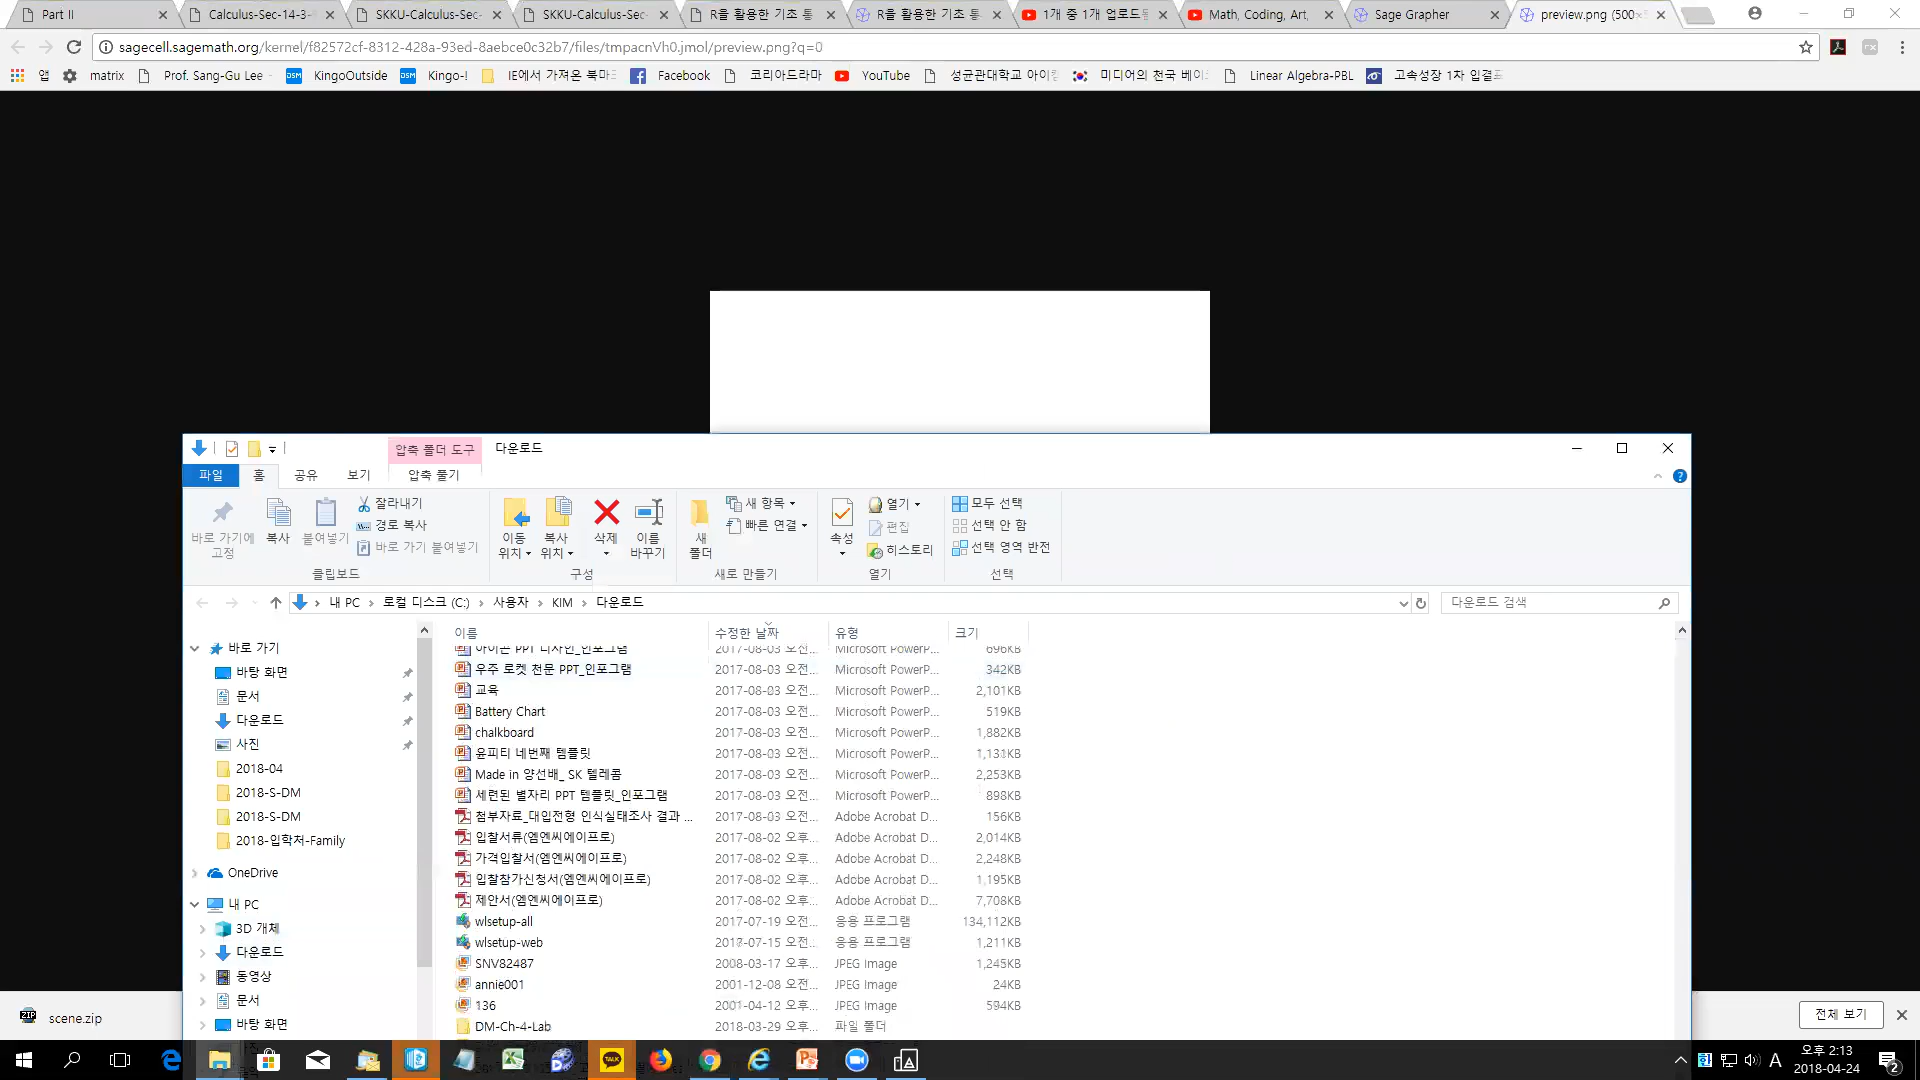 Part II
Calculus-Sec-14-3-
SKKU-Calculus-Sec-
SKKU-Calculus-Sec-
R을 활용한 기초 통
R을 활용한 기초 통
1개 중 1개 업로드됨
Math, Coding, Art,
Sage Grapher
preview.png (500×
sagecell.sagemath.org/kernel/f82572cf-8312-428a-93ed-8aebce0c32b7/files/tmpacnVh0.jmol/preview.png?q=0
앱
matrix
Prof. Sang-Gu Lee
KingoOutside
Kingo-!
IE에서 가져온 북마크
Facebook
코리아드라마
YouTube
성균관대학교 아이캠
미디어의 천국 베이
Linear Algebra-PBL
고속성장 1차 입결표
압축 폴더 도구
다운로드
파일
홈
공유
보기
압축 풀기
바로 가기에
고정
복사
붙여넣기
잘라내기
경로 복사
바로 가기 붙여넣기
클립보드
이동
위치
복사
위치
삭제
이름
바꾸기
구성
새
폴더
새 항목
빠른 연결
새로 만들기
속성
열기
편집
히스토리
열기
모두 선택
선택 안 함
선택 영역 반전
선택
내 PC
로컬 디스크 (C:)
사용자
KIM
다운로드
다운로드 검색
바로 가기
바탕 화면
문서
다운로드
사진
2018-04
2018-S-DM
2018-S-DM
2018-입학처-Family
OneDrive
내 PC
3D 개체
다운로드
동영상
문서
바탕 화면
이름 수정한 날짜 유형 크기
아이콘 PPT 디자인_인포그램 2017-08-03 오전... Microsoft PowerP... 696KB
우주 로켓 천문 PPT_인포그램 2017-08-03 오전... Microsoft PowerP... 342KB
교육 2017-08-03 오전... Microsoft PowerP... 2,101KB
Battery Chart 2017-08-03 오전... Microsoft PowerP... 519KB
chalkboard 2017-08-03 오전... Microsoft PowerP... 1,882KB
윤피티 네번째 템플릿 2017-08-03 오전... Microsoft PowerP... 1,131KB
Made in 양선배_ SK 텔레콤 2017-08-03 오전... Microsoft PowerP... 2,253KB
세련된 별자리 PPT 템플릿_인포그램 2017-08-03 오전... Microsoft PowerP... 898KB
첨부자료_대입전형 인식실태조사 결과 ... 2017-08-03 오전... Adobe Acrobat D... 156KB
입찰서류(엠엔씨에이프로) 2017-08-02 오후... Adobe Acrobat D... 2,014KB
가격입찰서(엠엔씨에이프로) 2017-08-02 오후... Adobe Acrobat D... 2,248KB
입찰참가신청서(엠엔씨에이프로) 2017-08-02 오후... Adobe Acrobat D... 1,195KB
제안서(엠엔씨에이프로) 2017-08-02 오후... Adobe Acrobat D... 7,708KB
wlsetup-all 2017-07-19 오전... 응용 프로그램 134,112KB
wlsetup-web 2017-07-15 오전... 응용 프로그램 1,211KB
SNV82487 2008-03-17 오후... JPEG Image 1,245KB
annie001 2001-12-08 오전... JPEG Image 24KB
136 2001-04-12 오후... JPEG Image 594KB
DM-Ch-4-Lab 2018-03-29 오후... 파일 폴더
ZIP
scene.zip
전체 보기
TALK
A
오후 2:13
2018-04-24
2